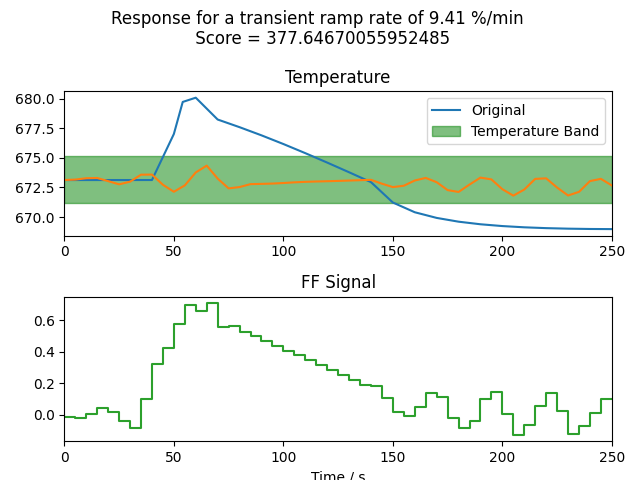 Response for a transient ramp rate of 9.41 %/min
Score = 377.64670055952485
Temperature
680.0
677.5
675.0
672.5
670.0
Original
Temperature Band
0 50 100 150 200 250
FF Signal
0.6
0.4
0.2
0.0
0 50 100 150 200 250
Time / s